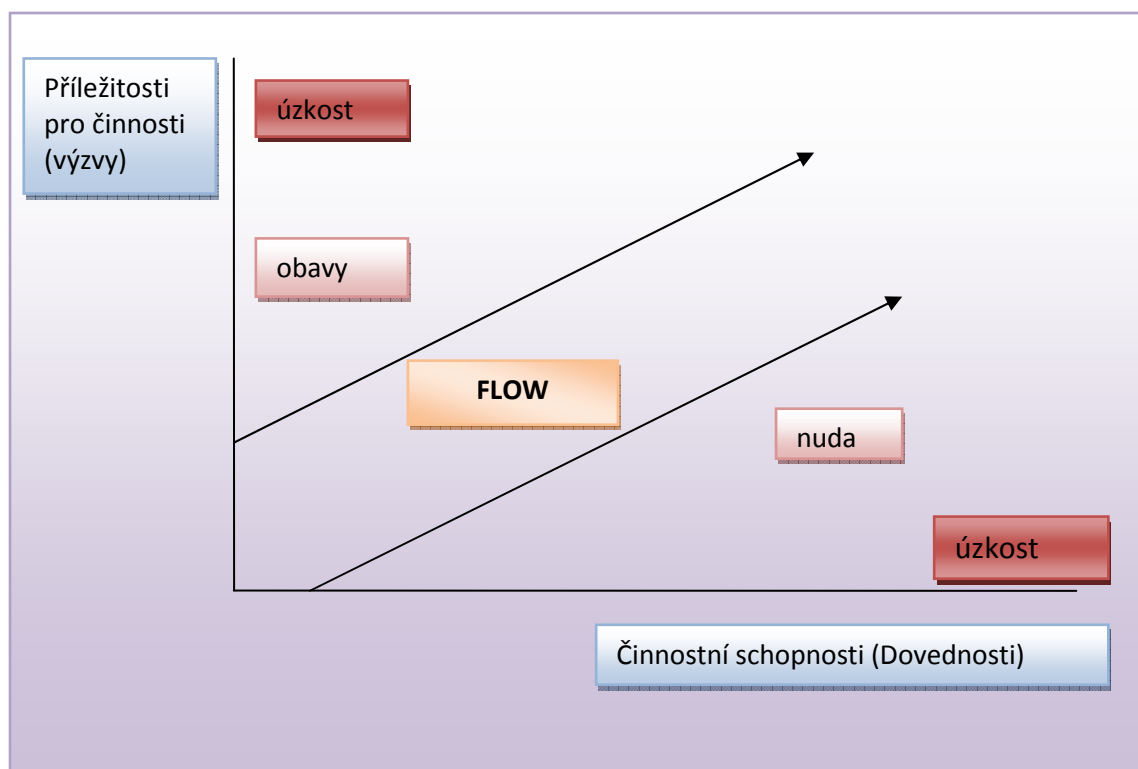 Příležitosti
pro činnosti
(výzvy)
úzkost
obavy
FLOW
nuda
úzkost
Činnostní schopnosti (Dovednosti)